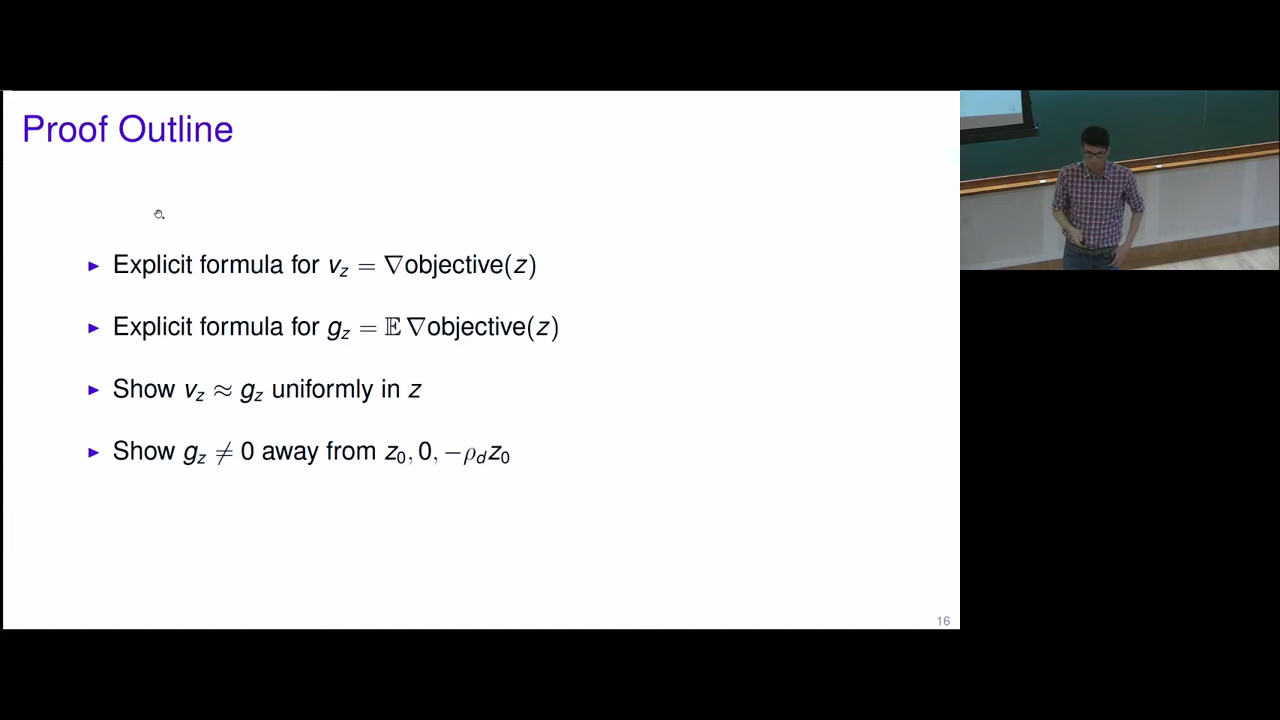 Proof Outline
▶ Explicit formula for v_z = ∇objective(z)
▶ Explicit formula for g_z = 𝔼 ∇objective(z)
▶ Show v_z ≈ g_z uniformly in z
▶ Show g_z ≠ 0 away from z_0, 0, −ρ_d z_0
16